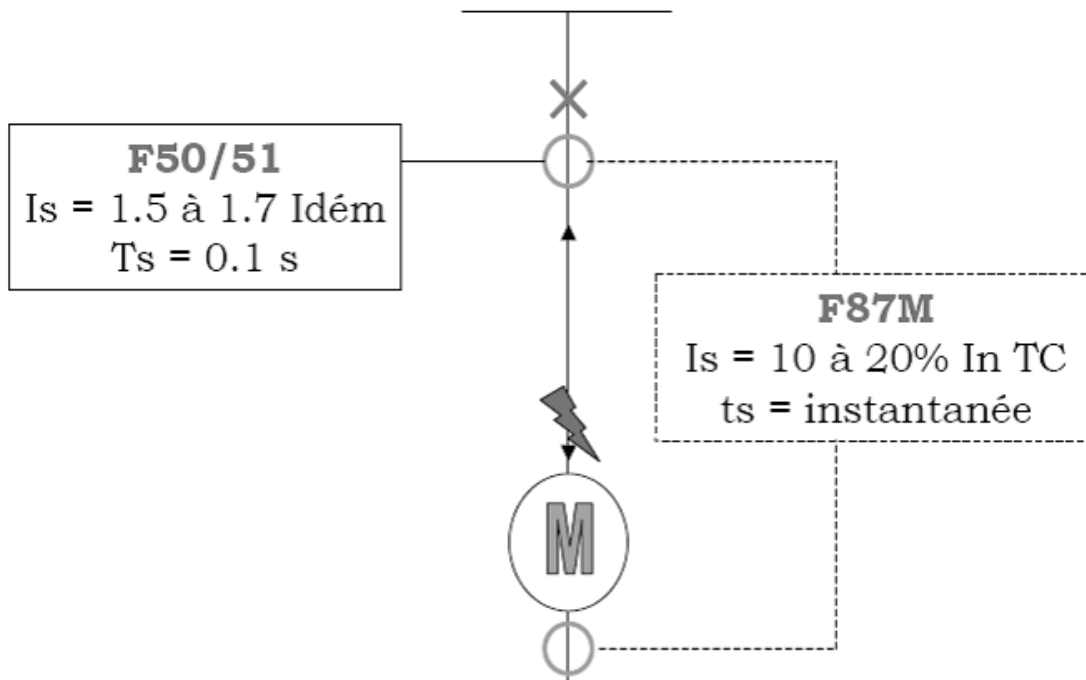 F50/51
Is = 1.5 à 1.7 Idém
Ts = 0.1 s
F87M
Is = 10 à 20% In TC
ts = instantanée
M